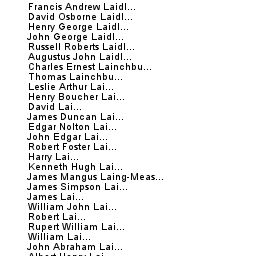 Francis Andrew Laidl...
David Osborne Laidl...
Henry George Laidl...
John George Laidl...
Russell Roberts Laidl...
Augustus John Laidl...
Charles Ernest Lainchbu...
Thomas Lainchbu...
Leslie Arthur Lai...
Henry Boucher Lai...
David Lai...
James Duncan Lai...
Edgar Nolton Lai...
John Edgar Lai...
Robert Foster Lai...
Harry Lai...
Kenneth Hugh Lai...
James Mangus Laing-Meas...
James Simpson Lai...
James Lai...
William John Lai...
Robert Lai...
Rupert William Lai...
William Lai...
John Abraham Lai...
Albert Henry Lai...